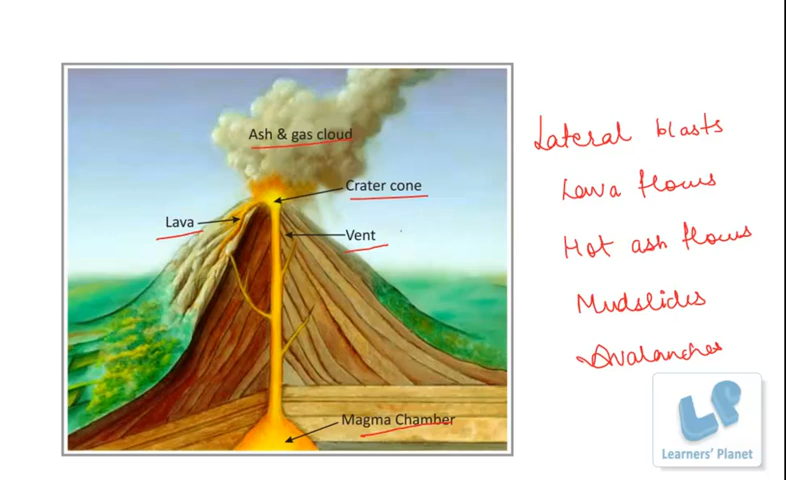 Ash & gas cloud
Crater cone
Lava
Vent
Magma Chamber
Lateral blasts
Lava flows
Hot ash flows
Mudslides
Avalanches
LP
Learners' Planet